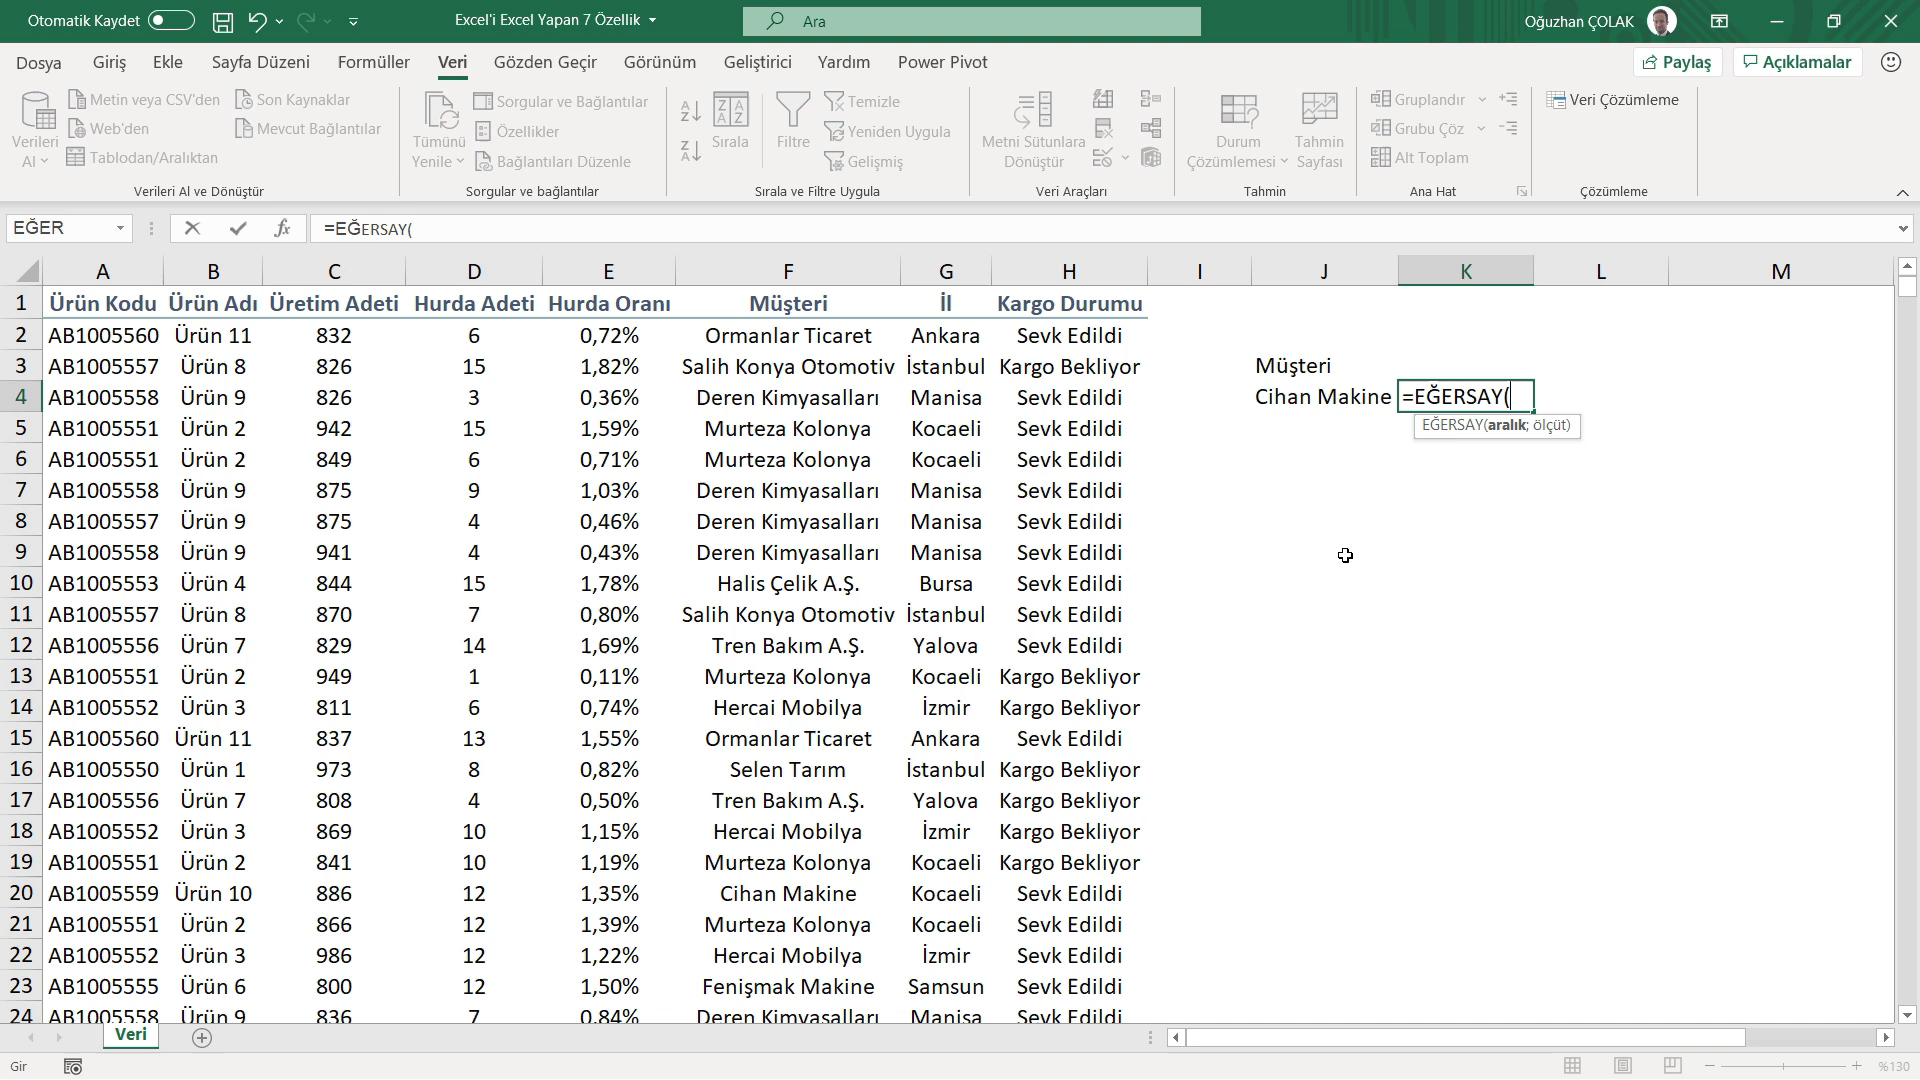 Otomatik Kaydet
Excel'i Excel Yapan 7 Özellik
Ara
Oğuzhan ÇOLAK
Dosya Giriş Ekle Sayfa Düzeni Formüller Veri Gözden Geçir Görünüm Geliştirici Yardım Power Pivot
Paylaş
Açıklamalar
Verileri Al
Metin veya CSV'den
Web'den
Tablodan/Aralıktan
Son Kaynaklar
Mevcut Bağlantılar
Verileri Al ve Dönüştür
Tümünü Yenile
Sorgular ve Bağlantılar
Özellikler
Bağlantıları Düzenle
Sorgular ve bağlantılar
Sırala
Filtre
Temizle
Yeniden Uygula
Gelişmiş
Sırala ve Filtre Uygula
Metni Sütunlara Dönüştür
Veri Araçları
Durum Çözümlemesi
Tahmin Sayfası
Tahmin
Gruplandır
Grubu Çöz
Alt Toplam
Ana Hat
Veri Çözümleme
Çözümleme
EĞER
fx
=EĞERSAY(
A B C D E F G H I J K L M
1 Ürün Kodu Ürün Adı Üretim Adeti Hurda Adeti Hurda Oranı Müşteri İl Kargo Durumu
2 AB1005560 Ürün 11 832 6 0,72% Ormanlar Ticaret Ankara Sevk Edildi
3 AB1005557 Ürün 8 826 15 1,82% Salih Konya Otomotiv İstanbul Kargo Bekliyor Müşteri
4 AB1005558 Ürün 9 826 3 0,36% Deren Kimyasalları Manisa Sevk Edildi Cihan Makine =EĞERSAY(
EĞERSAY(aralık; ölçüt)
5 AB1005551 Ürün 2 942 15 1,59% Murteza Kolonya Kocaeli Sevk Edildi
6 AB1005551 Ürün 2 849 6 0,71% Murteza Kolonya Kocaeli Sevk Edildi
7 AB1005558 Ürün 9 875 9 1,03% Deren Kimyasalları Manisa Sevk Edildi
8 AB1005557 Ürün 9 875 4 0,46% Deren Kimyasalları Manisa Sevk Edildi
9 AB1005558 Ürün 9 941 4 0,43% Deren Kimyasalları Manisa Sevk Edildi
10 AB1005553 Ürün 4 844 15 1,78% Halis Çelik A.Ş. Bursa Sevk Edildi
11 AB1005557 Ürün 8 870 7 0,80% Salih Konya Otomotiv İstanbul Sevk Edildi
12 AB1005556 Ürün 7 829 14 1,69% Tren Bakım A.Ş. Yalova Sevk Edildi
13 AB1005551 Ürün 2 949 1 0,11% Murteza Kolonya Kocaeli Kargo Bekliyor
14 AB1005552 Ürün 3 811 6 0,74% Hercai Mobilya İzmir Kargo Bekliyor
15 AB1005560 Ürün 11 837 13 1,55% Ormanlar Ticaret Ankara Sevk Edildi
16 AB1005550 Ürün 1 973 8 0,82% Selen Tarım İstanbul Kargo Bekliyor
17 AB1005556 Ürün 7 808 4 0,50% Tren Bakım A.Ş. Yalova Kargo Bekliyor
18 AB1005552 Ürün 3 869 10 1,15% Hercai Mobilya İzmir Kargo Bekliyor
19 AB1005551 Ürün 2 841 10 1,19% Murteza Kolonya Kocaeli Kargo Bekliyor
20 AB1005559 Ürün 10 886 12 1,35% Cihan Makine Kocaeli Sevk Edildi
21 AB1005551 Ürün 2 866 12 1,39% Murteza Kolonya Kocaeli Sevk Edildi
22 AB1005552 Ürün 3 986 12 1,22% Hercai Mobilya İzmir Sevk Edildi
23 AB1005555 Ürün 6 800 12 1,50% Fenişmak Makine Samsun Sevk Edildi
24 AB1005558 Ürün 9 836 7 0,84% Deren Kimyasalları Manisa Sevk Edildi
Veri
Gir
%130